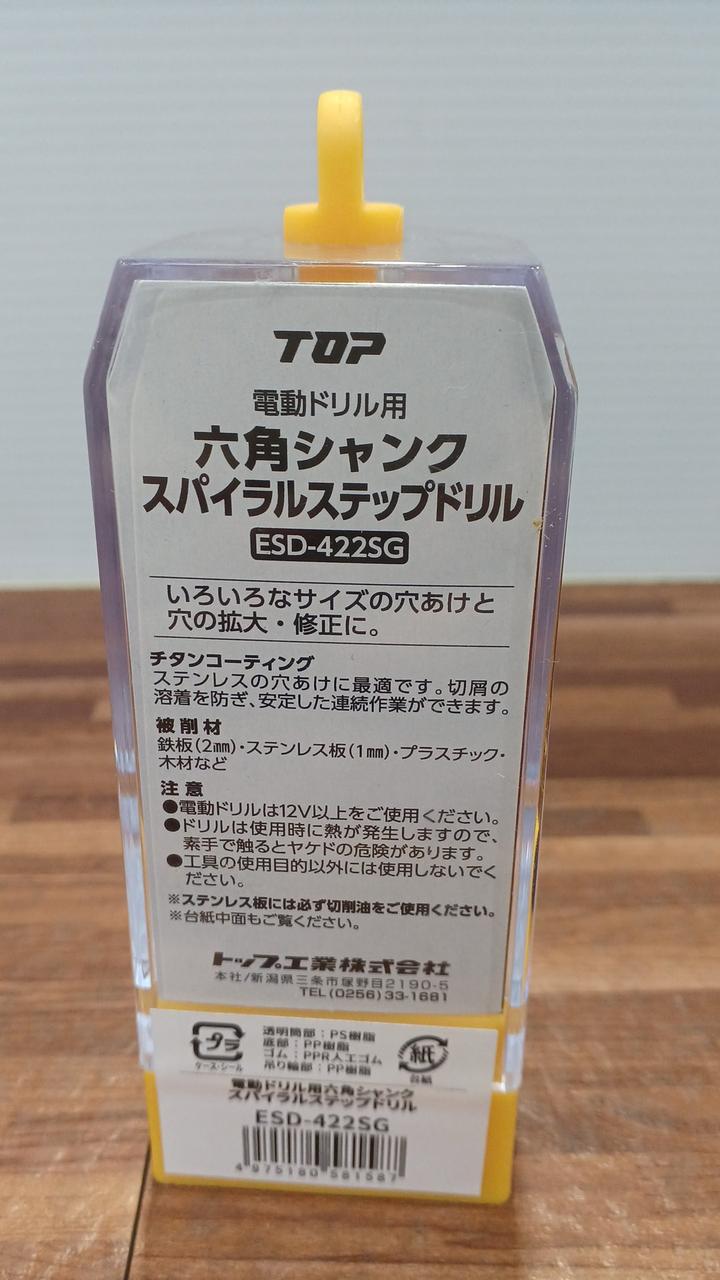 TOP
電動ドリル用
六角シャンク
スパイラルステップドリル
ESD-422SG
いろいろなサイズの穴あけと
穴の拡大・修正に。
チタンコーティング
ステンレスの穴あけに最適です。切屑の
溶着を防ぎ、安定した連続作業ができます。
被削材
鉄板(2mm)・ステンレス板(1mm)・プラスチック・
木材など
注意
●電動ドリルは12V以上をご使用ください。
●ドリルは使用時に熱が発生しますので、
素手で触るとヤケドの危険があります。
●工具の使用目的以外には使用しないでく
ださい。
※ステンレス板には必ず切削油をご使用ください。
※台紙中面もご覧ください。
トップ工業株式会社
本社/新潟県三条市塚野目2190-5
TEL(0256)33-1681
プラ
ケース・シール
透明筒部:PS樹脂
底部:PP樹脂
ゴム:PPR人工ゴム
吊り輪部:PP樹脂
紙
台紙
電動ドリル用六角シャンク
スパイラルステップドリル
ESD-422SG
4 975180 581587